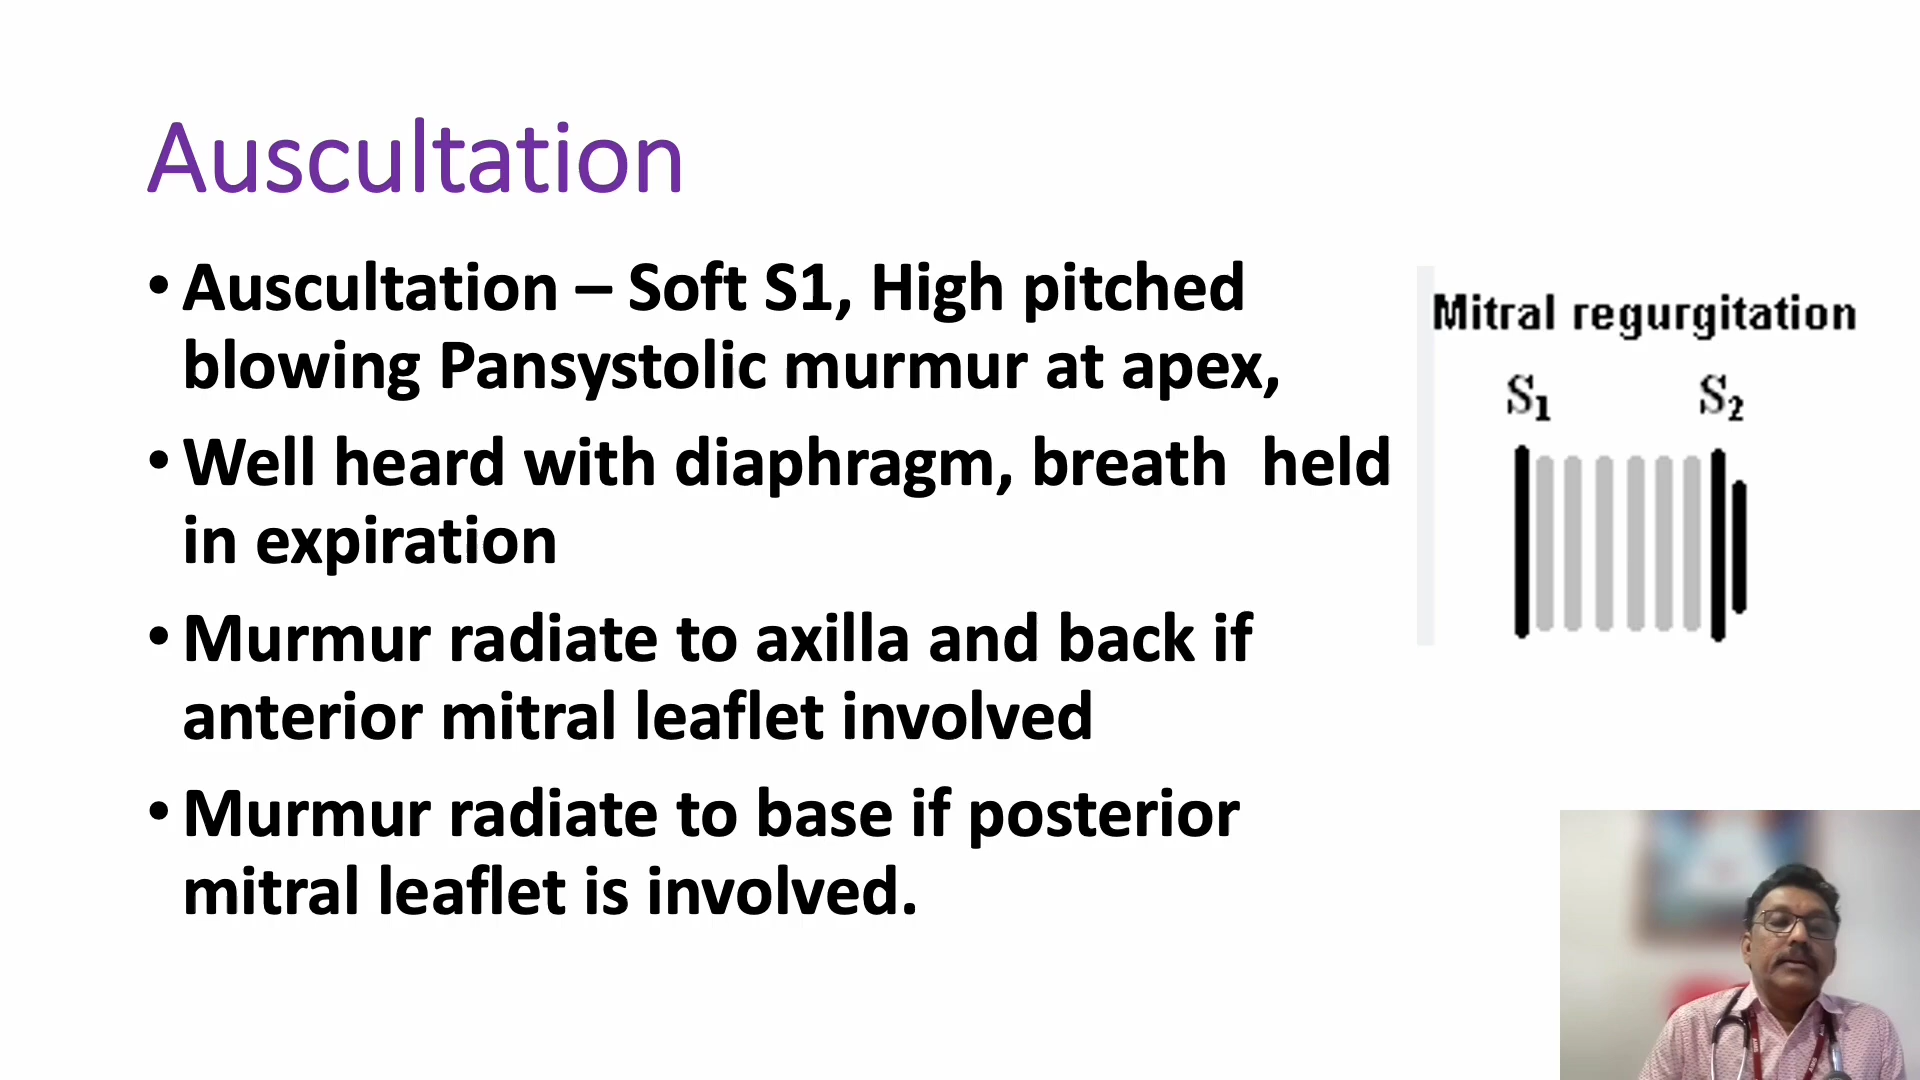 Auscultation
• Auscultation – Soft S1, High pitched
blowing Pansystolic murmur at apex,
• Well heard with diaphragm, breath  held
in expiration
• Murmur radiate to axilla and back if
anterior mitral leaflet involved
• Murmur radiate to base if posterior
mitral leaflet is involved.
Mitral regurgitation
S₁ S₂